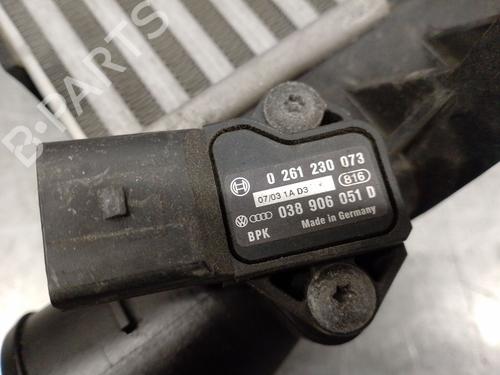 B-PARTS
0 261 230 073
07/03 1A D3
816
038 906 051 D
BPK
Made in Germany